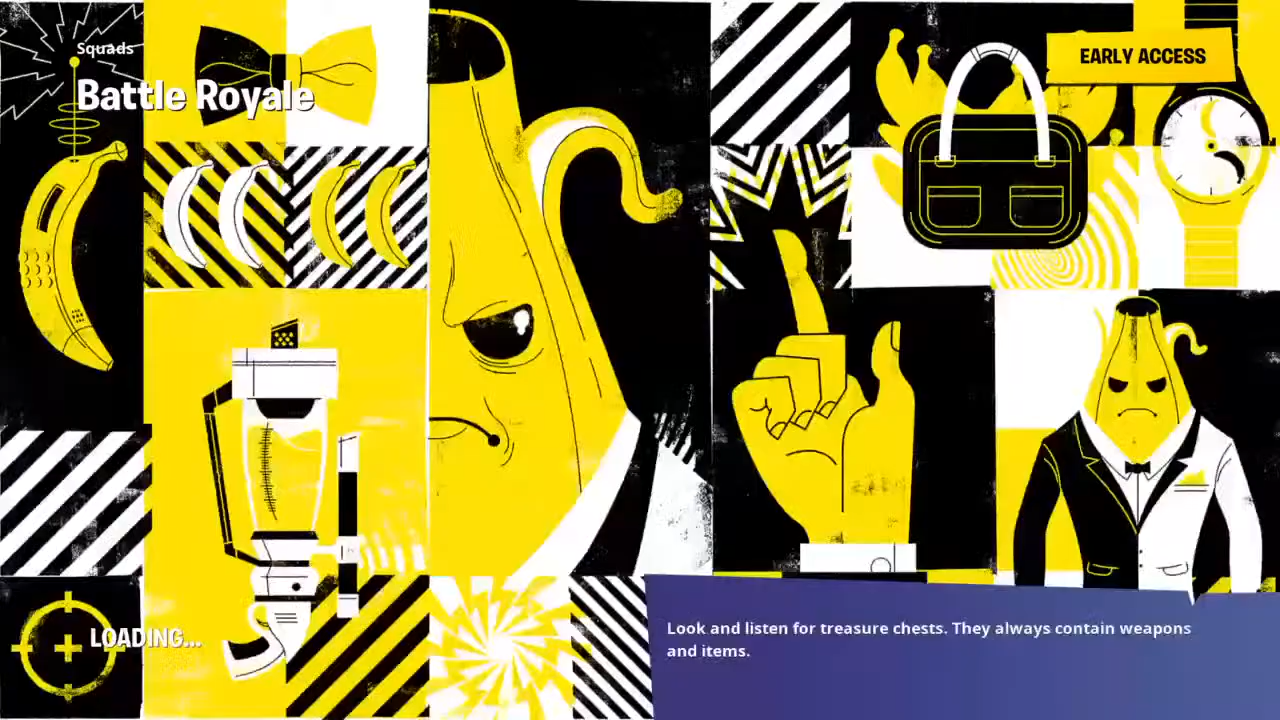 Squads
Battle Royale
EARLY ACCESS
LOADING...
Look and listen for treasure chests. They always contain weapons
and items.